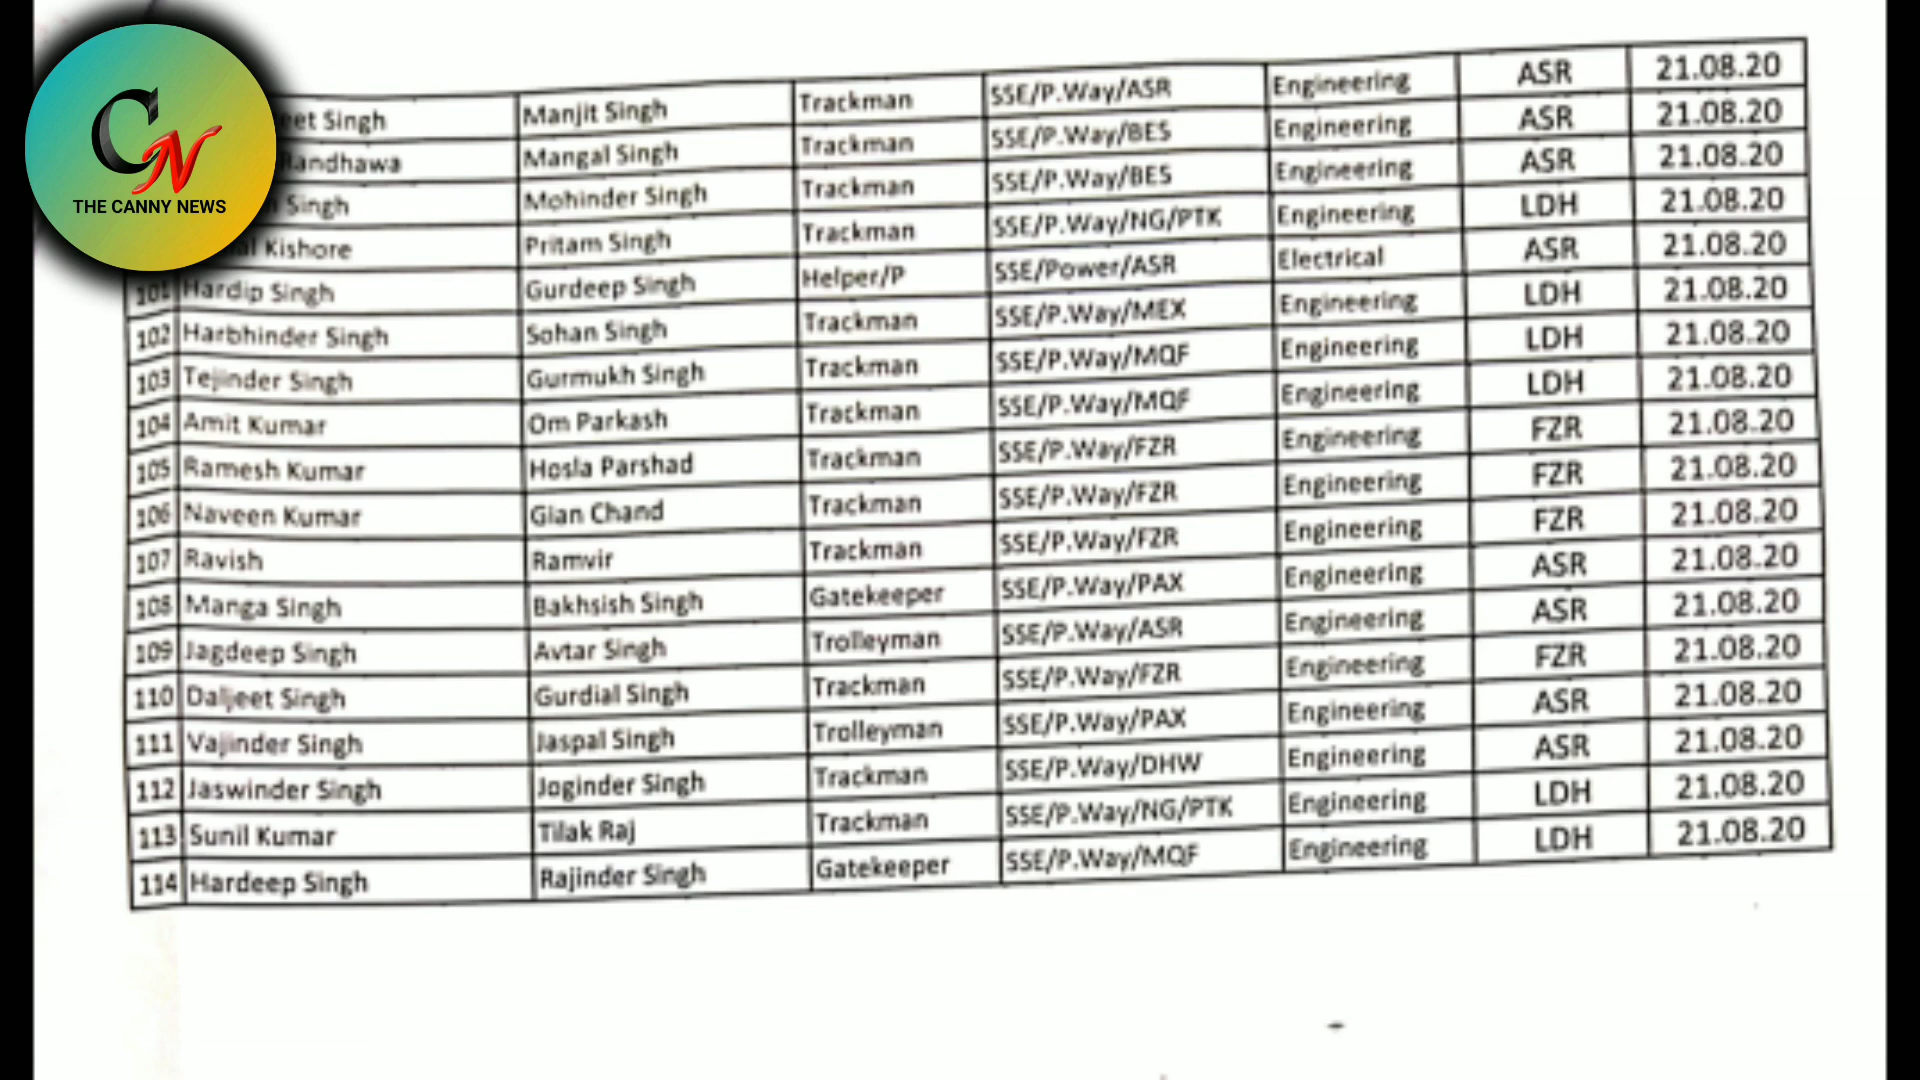 THE CANNY NEWS
Singh Manjit Singh Trackman SSE/P.Way/ASR Engineering ASR 21.08.20
Randhawa Mangal Singh Trackman SSE/P.Way/BES Engineering ASR 21.08.20
Singh Mohinder Singh Trackman SSE/P.Way/BES Engineering ASR 21.08.20
Kishore Pritam Singh Trackman SSE/P.Way/NG/PTK Engineering LDH 21.08.20
101 Hardip Singh Gurdeep Singh Helper/P SSE/Power/ASR Electrical ASR 21.08.20
102 Harbhinder Singh Sohan Singh Trackman SSE/P.Way/MEX Engineering LDH 21.08.20
103 Tejinder Singh Gurmukh Singh Trackman SSE/P.Way/MQF Engineering LDH 21.08.20
104 Amit Kumar Om Parkash Trackman SSE/P.Way/MQF Engineering LDH 21.08.20
105 Ramesh Kumar Hosla Parshad Trackman SSE/P.Way/FZR Engineering FZR 21.08.20
106 Naveen Kumar Gian Chand Trackman SSE/P.Way/FZR Engineering FZR 21.08.20
107 Ravish Ramvir Trackman SSE/P.Way/FZR Engineering FZR 21.08.20
108 Manga Singh Bakhsish Singh Gatekeeper SSE/P.Way/PAX Engineering ASR 21.08.20
109 Jagdeep Singh Avtar Singh Trolleyman SSE/P.Way/ASR Engineering ASR 21.08.20
110 Daljeet Singh Gurdial Singh Trackman SSE/P.Way/FZR Engineering FZR 21.08.20
111 Vajinder Singh Jaspal Singh Trolleyman SSE/P.Way/PAX Engineering ASR 21.08.20
112 Jaswinder Singh Joginder Singh Trackman SSE/P.Way/DHW Engineering ASR 21.08.20
113 Sunil Kumar Tilak Raj Trackman SSE/P.Way/NG/PTK Engineering LDH 21.08.20
114 Hardeep Singh Rajinder Singh Gatekeeper SSE/P.Way/MQF Engineering LDH 21.08.20